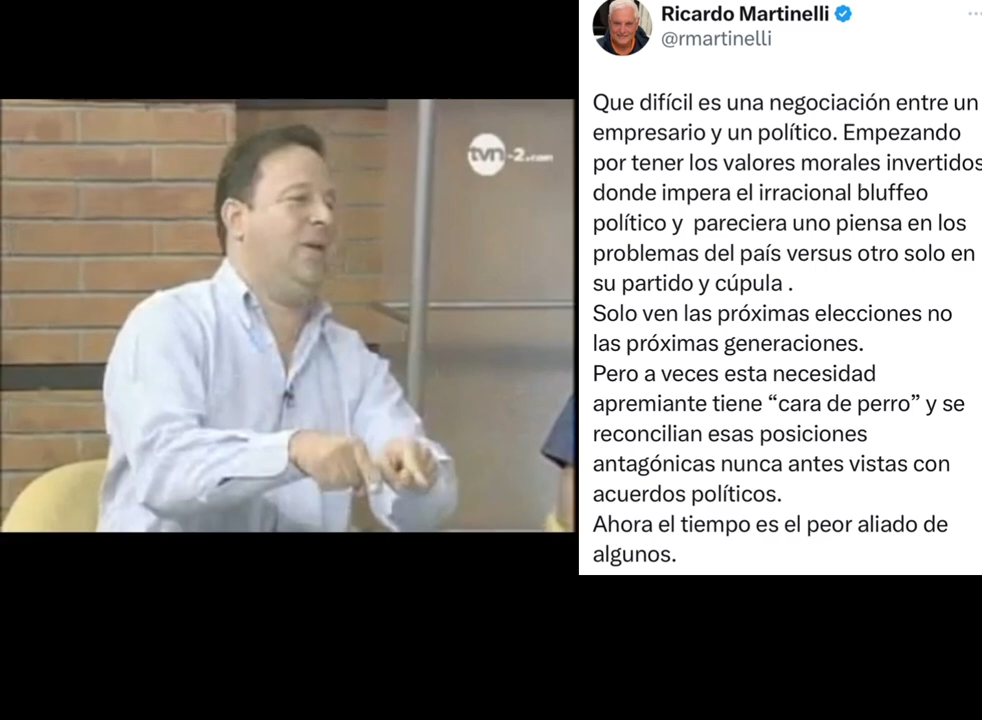 tvn-2.com
Ricardo Martinelli
@rmartinelli
Que difícil es una negociación entre un
empresario y un político. Empezando
por tener los valores morales invertidos
donde impera el irracional bluffeo
político y  pareciera uno piensa en los
problemas del país versus otro solo en
su partido y cúpula .
Solo ven las próximas elecciones no
las próximas generaciones.
Pero a veces esta necesidad
apremiante tiene “cara de perro” y se
reconcilian esas posiciones
antagónicas nunca antes vistas con
acuerdos políticos.
Ahora el tiempo es el peor aliado de
algunos.